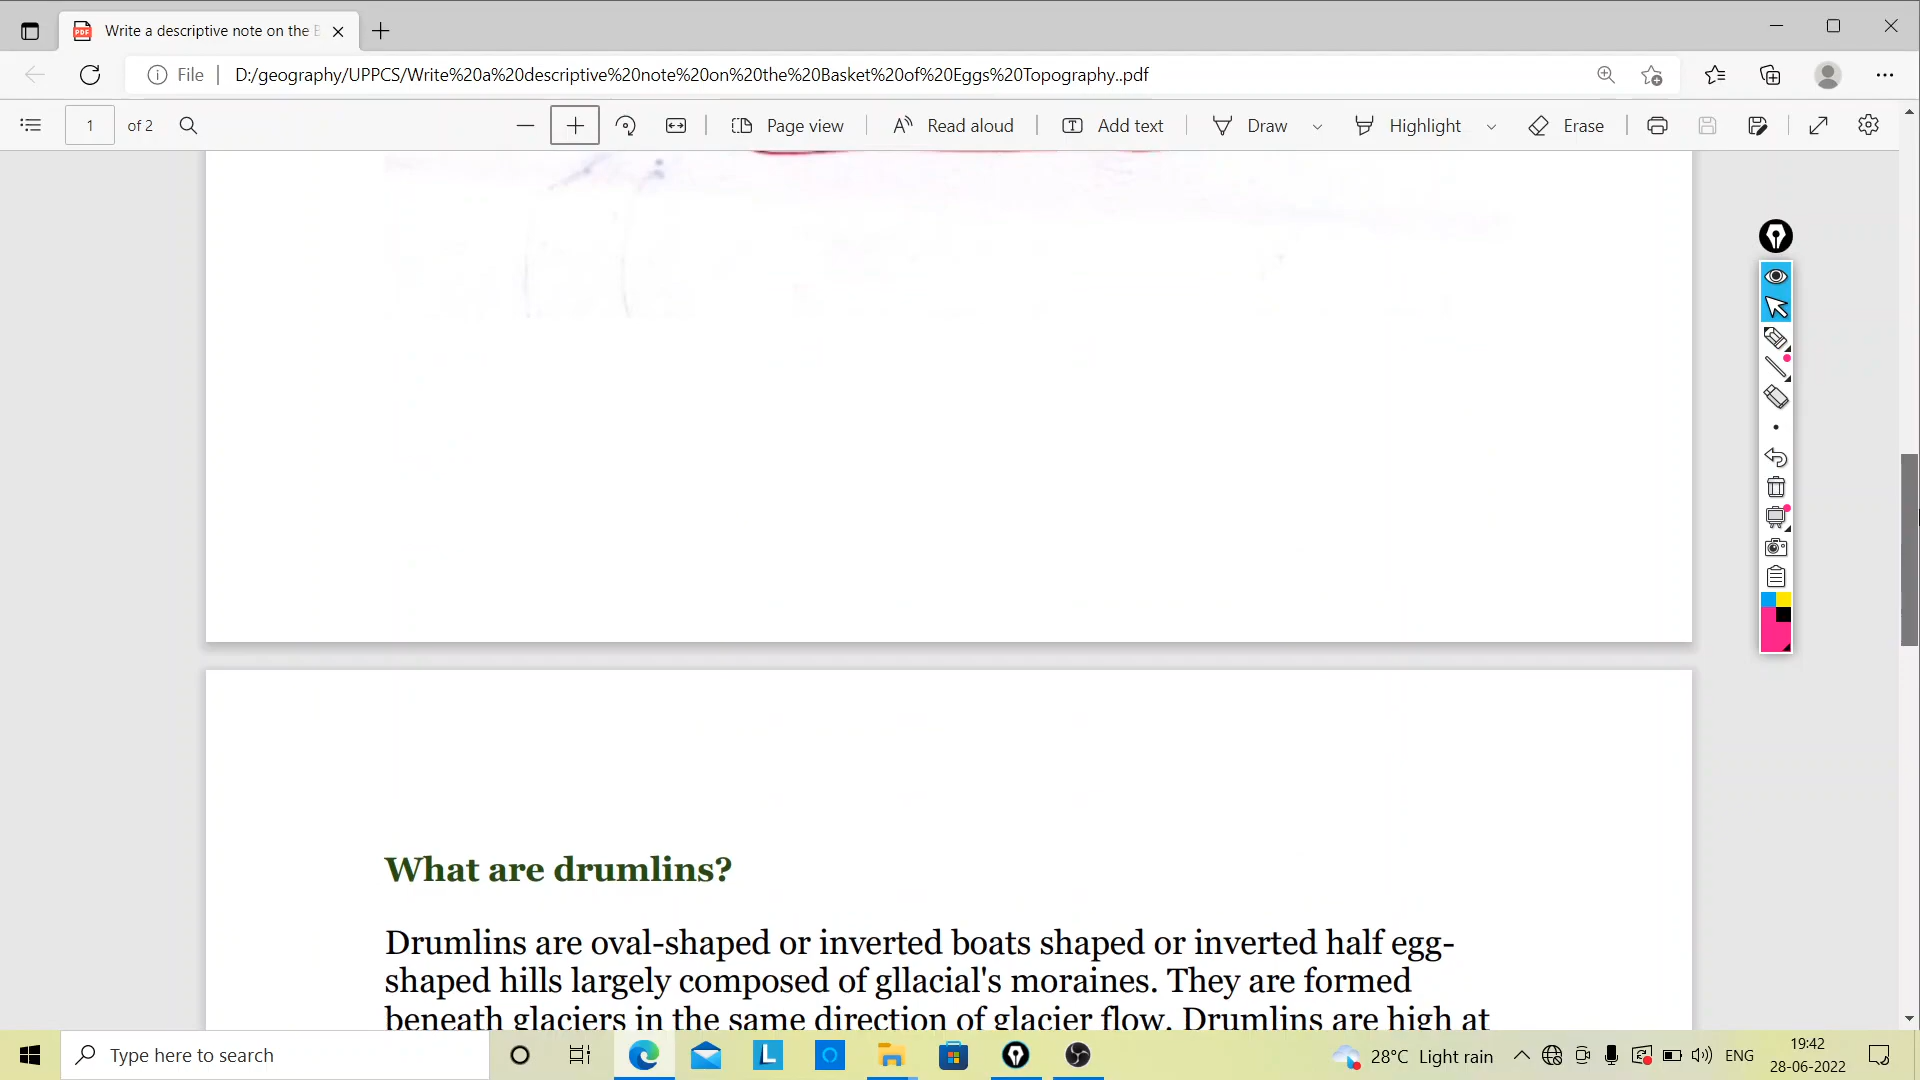 Write a descriptive note on the B
File
D:/geography/UPPCS/Write%20a%20descriptive%20note%20on%20the%20Basket%20of%20Eggs%20Topography..pdf
1 of 2
Page view
Read aloud
Add text
Draw
Highlight
Erase
What are drumlins?
Drumlins are oval-shaped or inverted boats shaped or inverted half egg-
shaped hills largely composed of gllacial's moraines. They are formed
beneath glaciers in the same direction of glacier flow. Drumlins are high at
Type here to search
28°C Light rain
ENG
19:42
28-06-2022